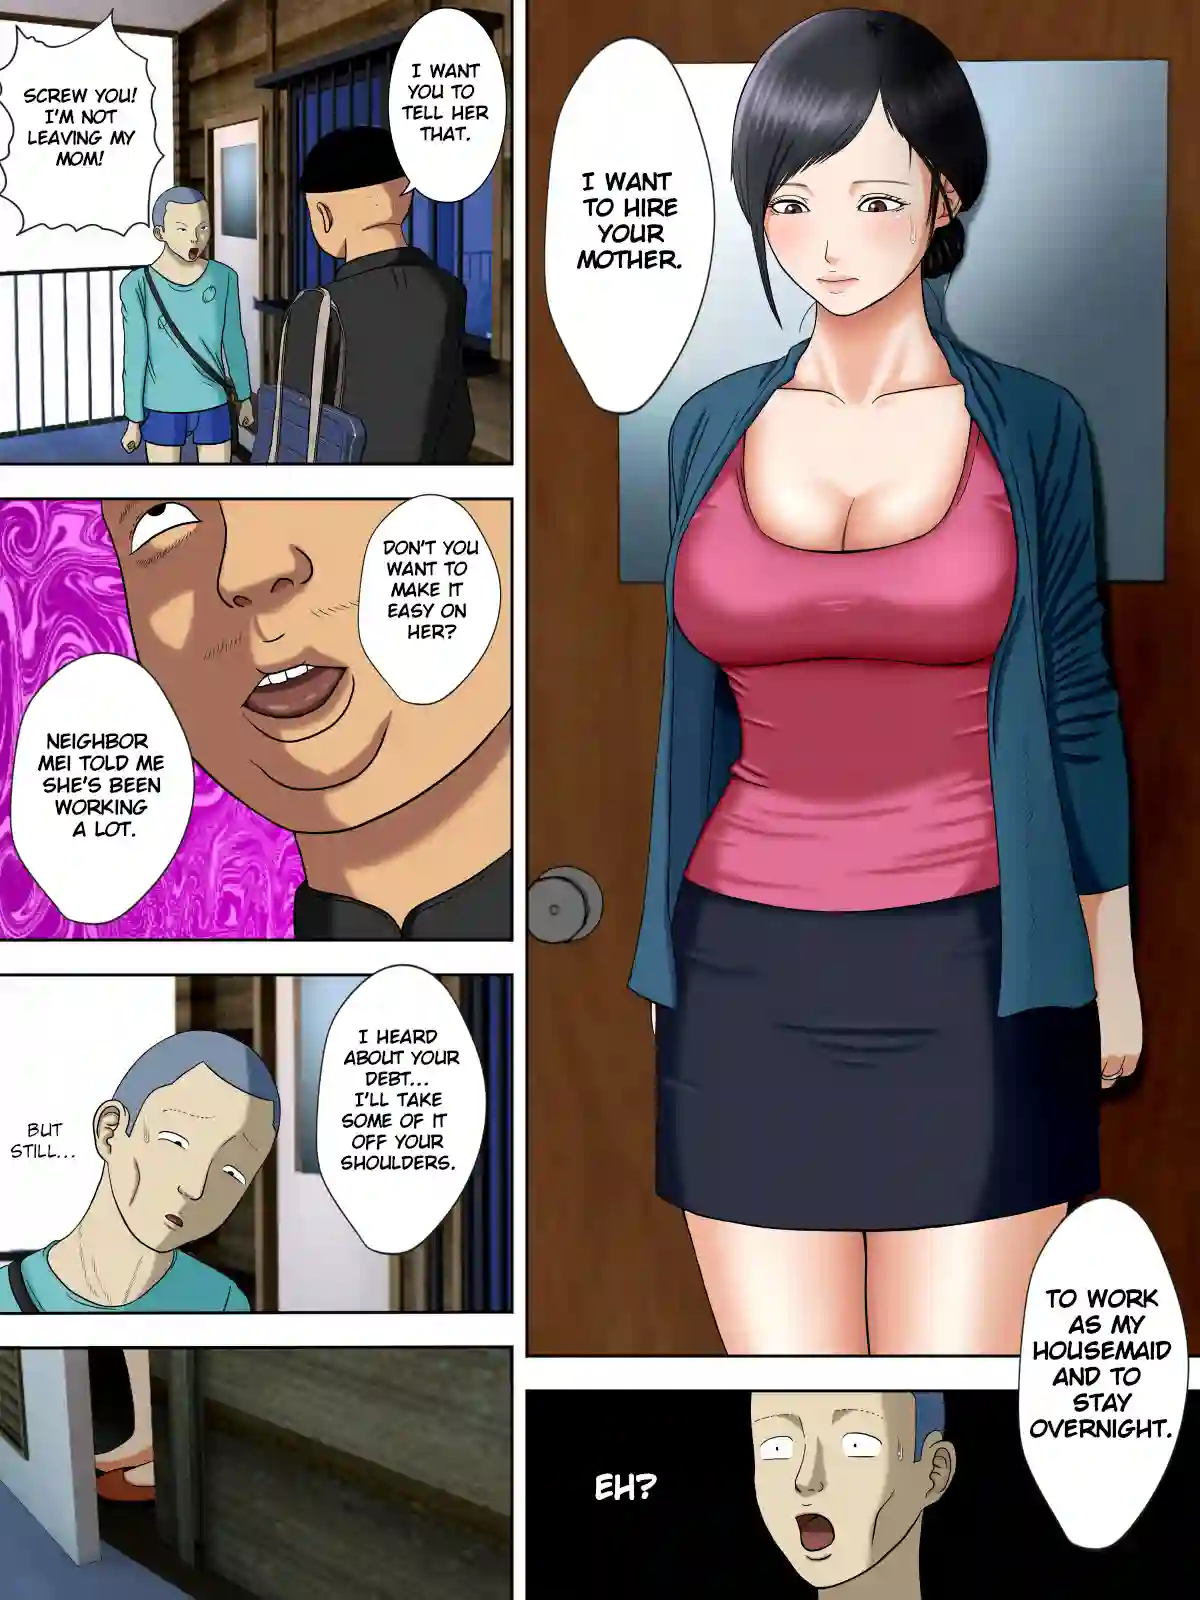 I WANT
TO HIRE
YOUR
MOTHER.
TO WORK
AS MY
HOUSEMAID
AND TO
STAY
OVERNIGHT.
EH?
I WANT
YOU TO
TELL HER
THAT.
SCREW YOU!
I'M NOT
LEAVING MY
MOM!
DON'T YOU
WANT TO
MAKE IT
EASY ON
HER?
NEIGHBOR
MEI TOLD ME
SHE'S BEEN
WORKING
A LOT.
I HEARD
ABOUT YOUR
DEBT...
I'LL TAKE
SOME OF IT
OFF YOUR
SHOULDERS.
BUT
STILL...